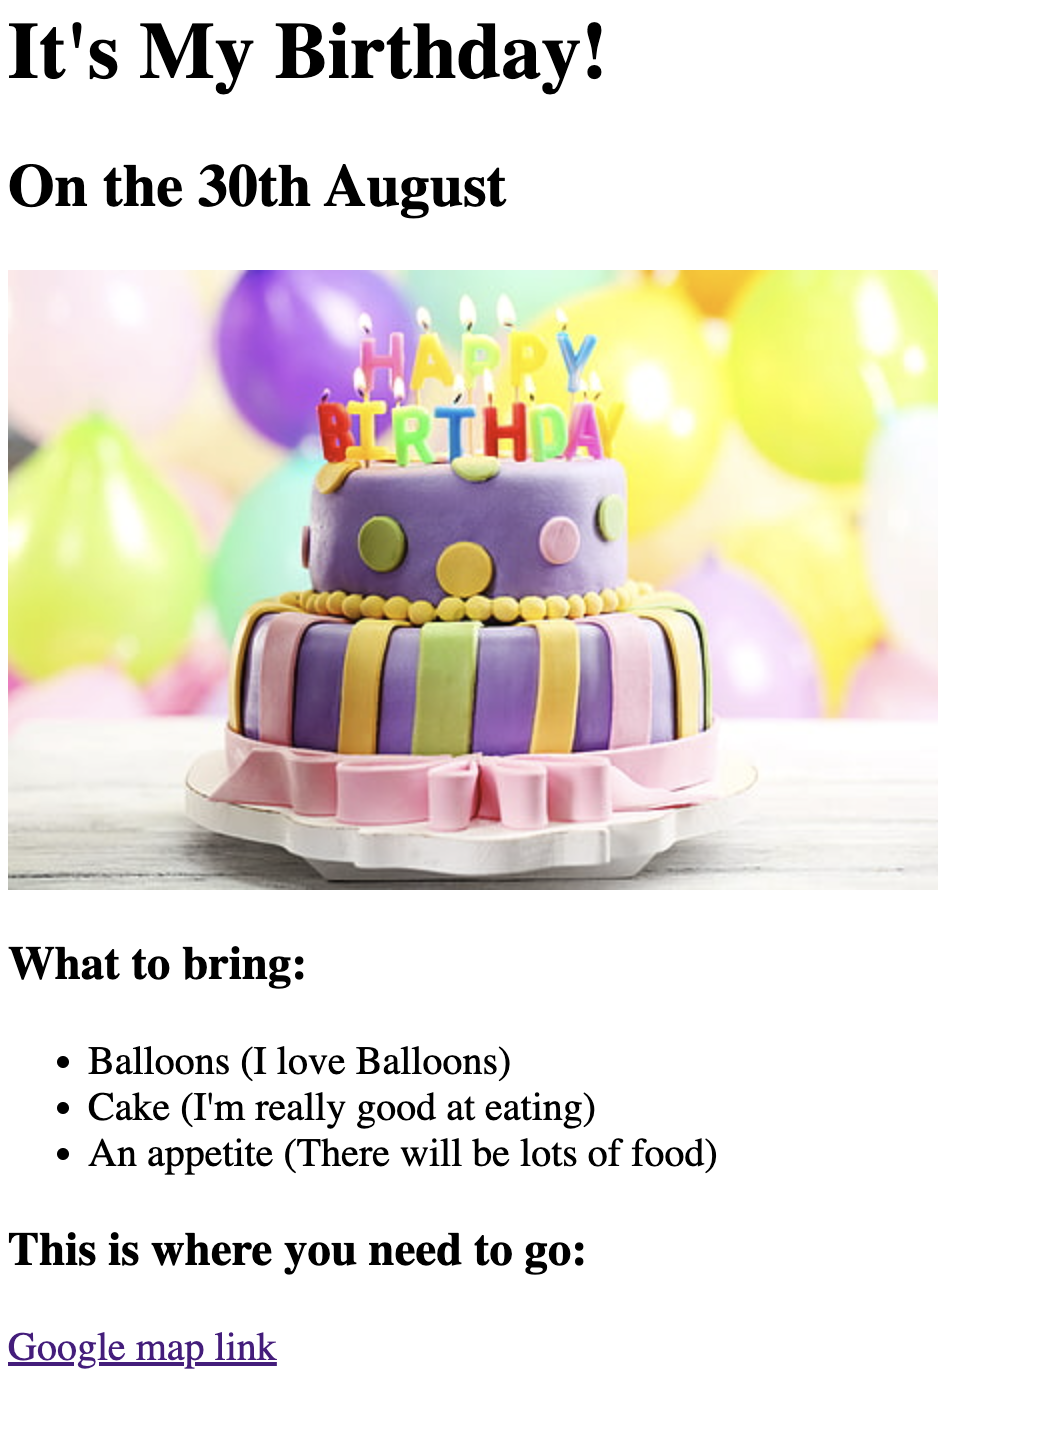 It's My Birthday!
On the 30th August
HAPPY
BIRTHDAY
What to bring:
Balloons (I love Balloons)
Cake (I'm really good at eating)
An appetite (There will be lots of food)
This is where you need to go:
Google map link